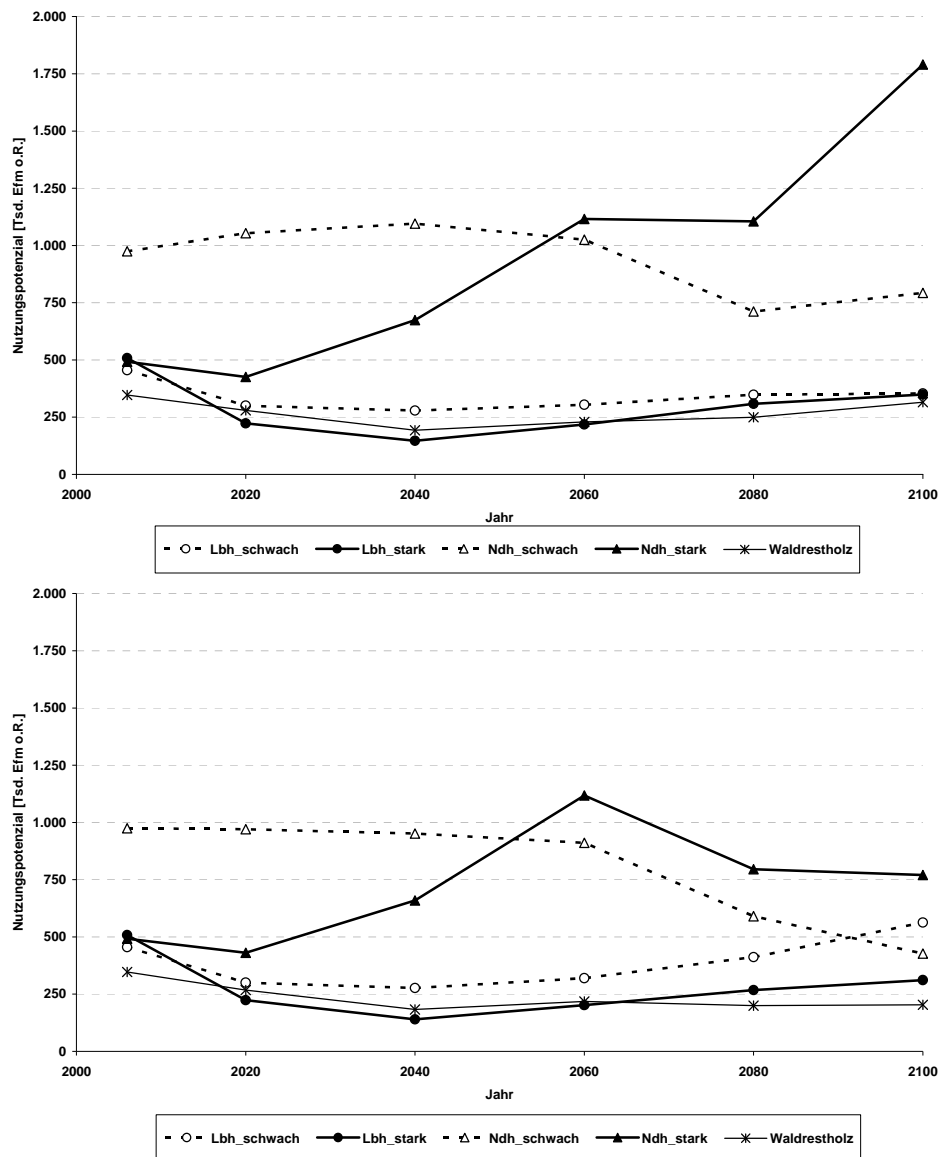 2.000
1.750
1.500
1.250
1.000
750
500
250
0
Nutzungspotenzial [Tsd. Efm o.R.]
2000 2020 2040 2060 2080 2100
Jahr
Lbh_schwach Lbh_stark Ndh_schwach Ndh_stark Waldrestholz
2.000
1.750
1.500
1.250
1.000
750
500
250
0
Nutzungspotenzial [Tsd. Efm o.R.]
2000 2020 2040 2060 2080 2100
Jahr
Lbh_schwach Lbh_stark Ndh_schwach Ndh_stark Waldrestholz